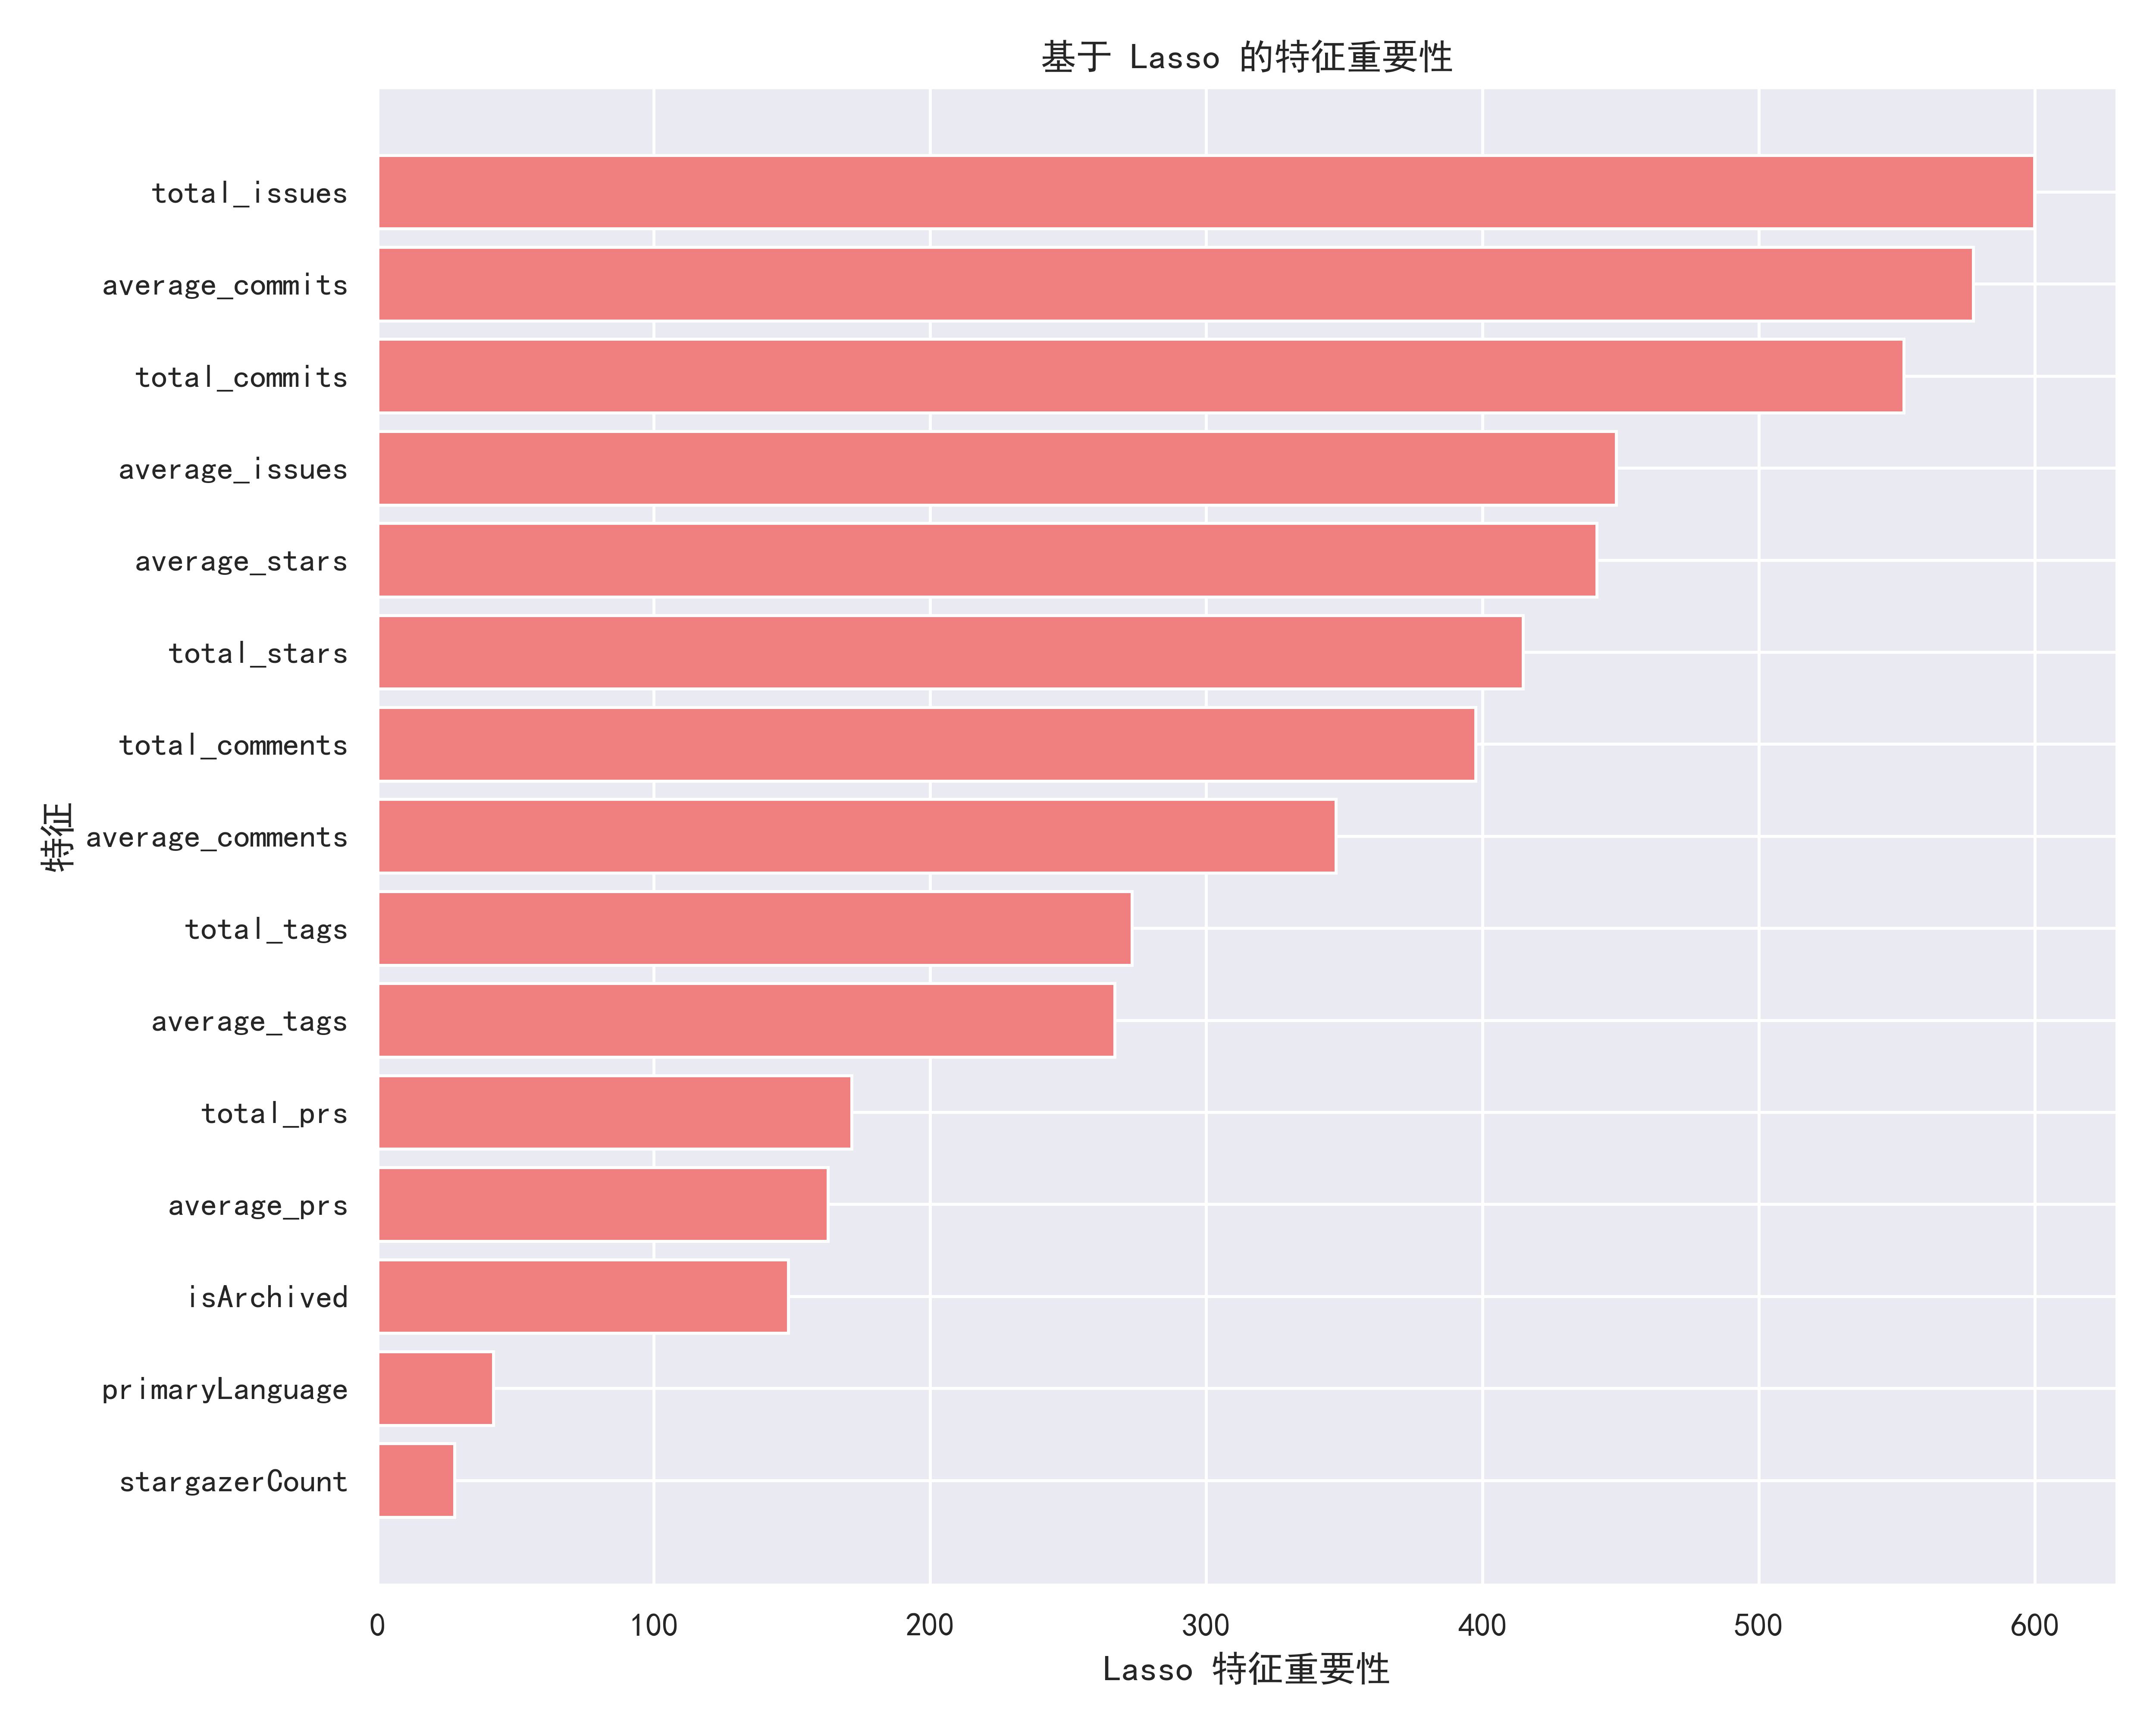 基于 Lasso 的特征重要性
total_issues
average_commits
total_commits
average_issues
average_stars
total_stars
total_comments
average_comments
total_tags
average_tags
total_prs
average_prs
isArchived
primaryLanguage
stargazerCount
特征
0 100 200 300 400 500 600
Lasso 特征重要性